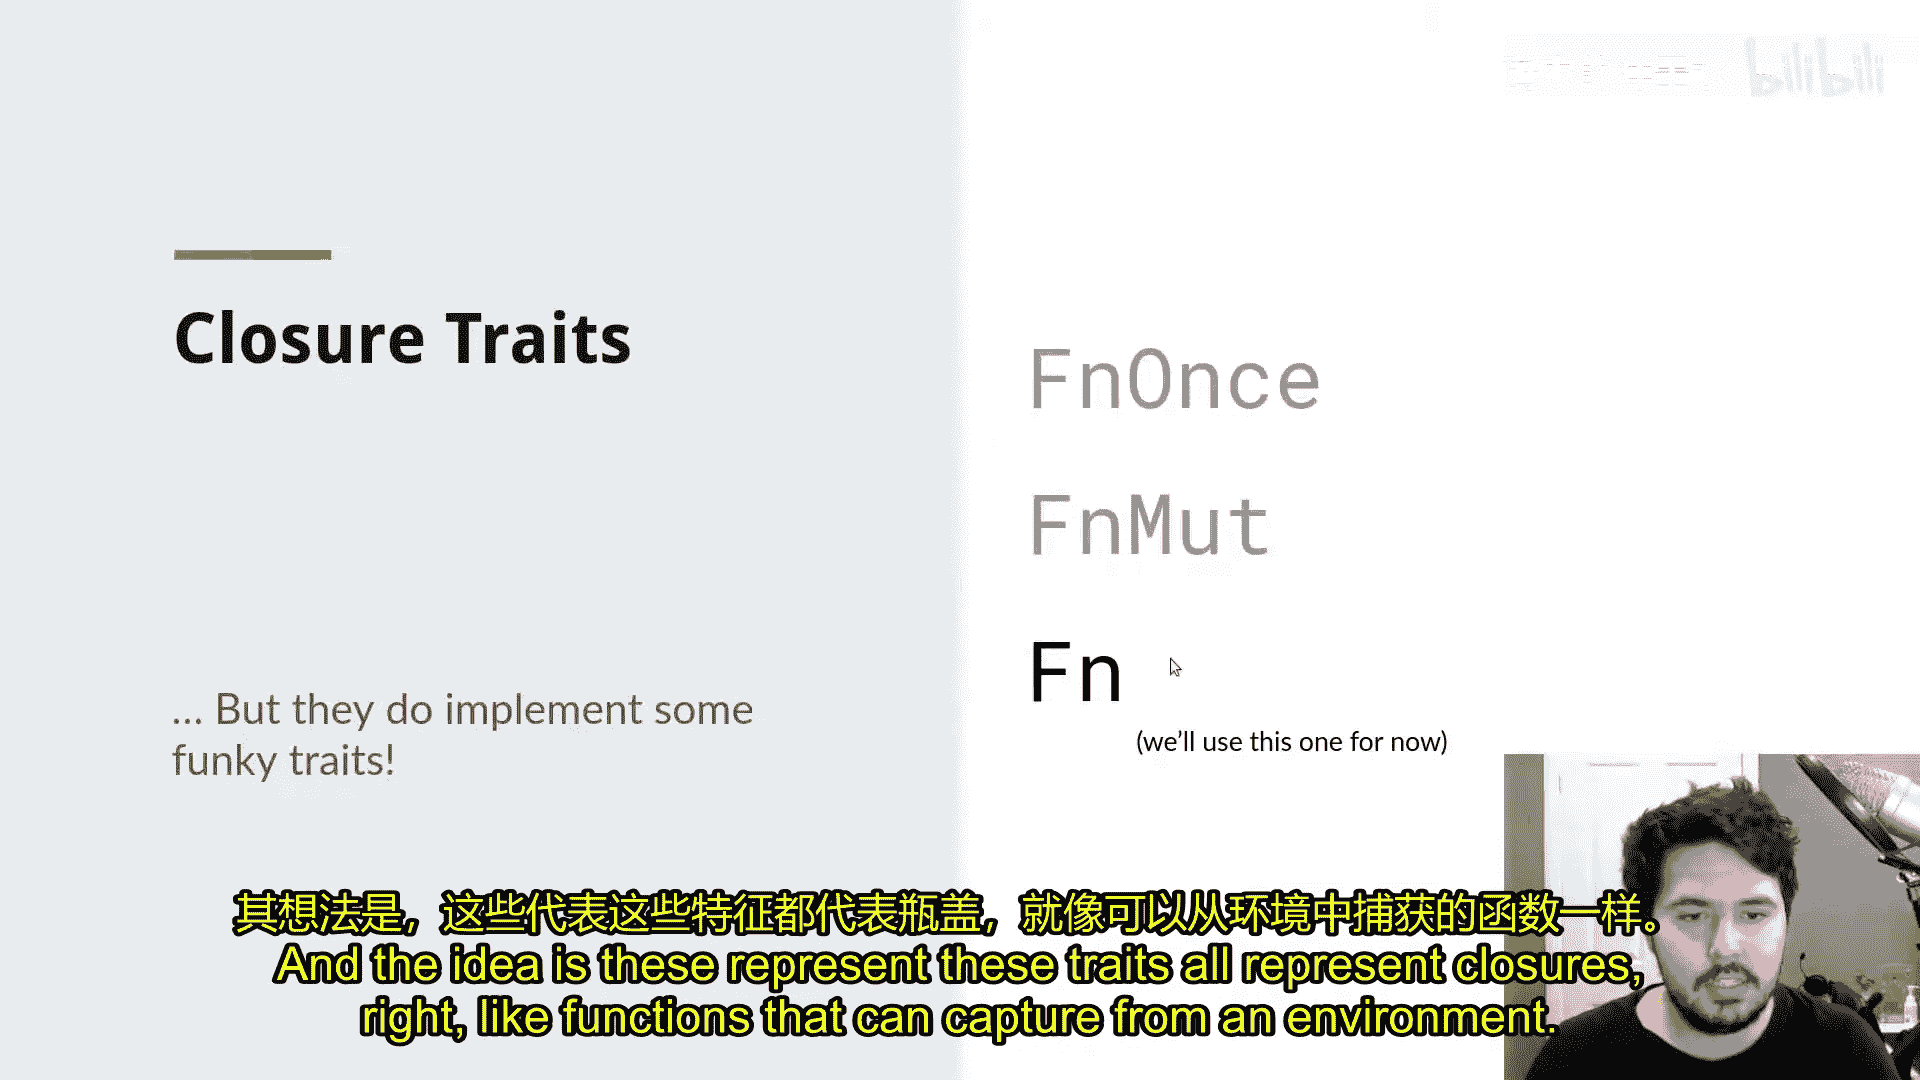 bilibili
Closure Traits
… But they do implement some
funky traits!
FnOnce
FnMut
Fn
(we’ll use this one for now)
其想法是，这些代表这些特征都代表瓶盖，就像可以从环境中捕获的函数一样。
And the idea is these represent these traits all represent closures,
right, like functions that can capture from an environment.